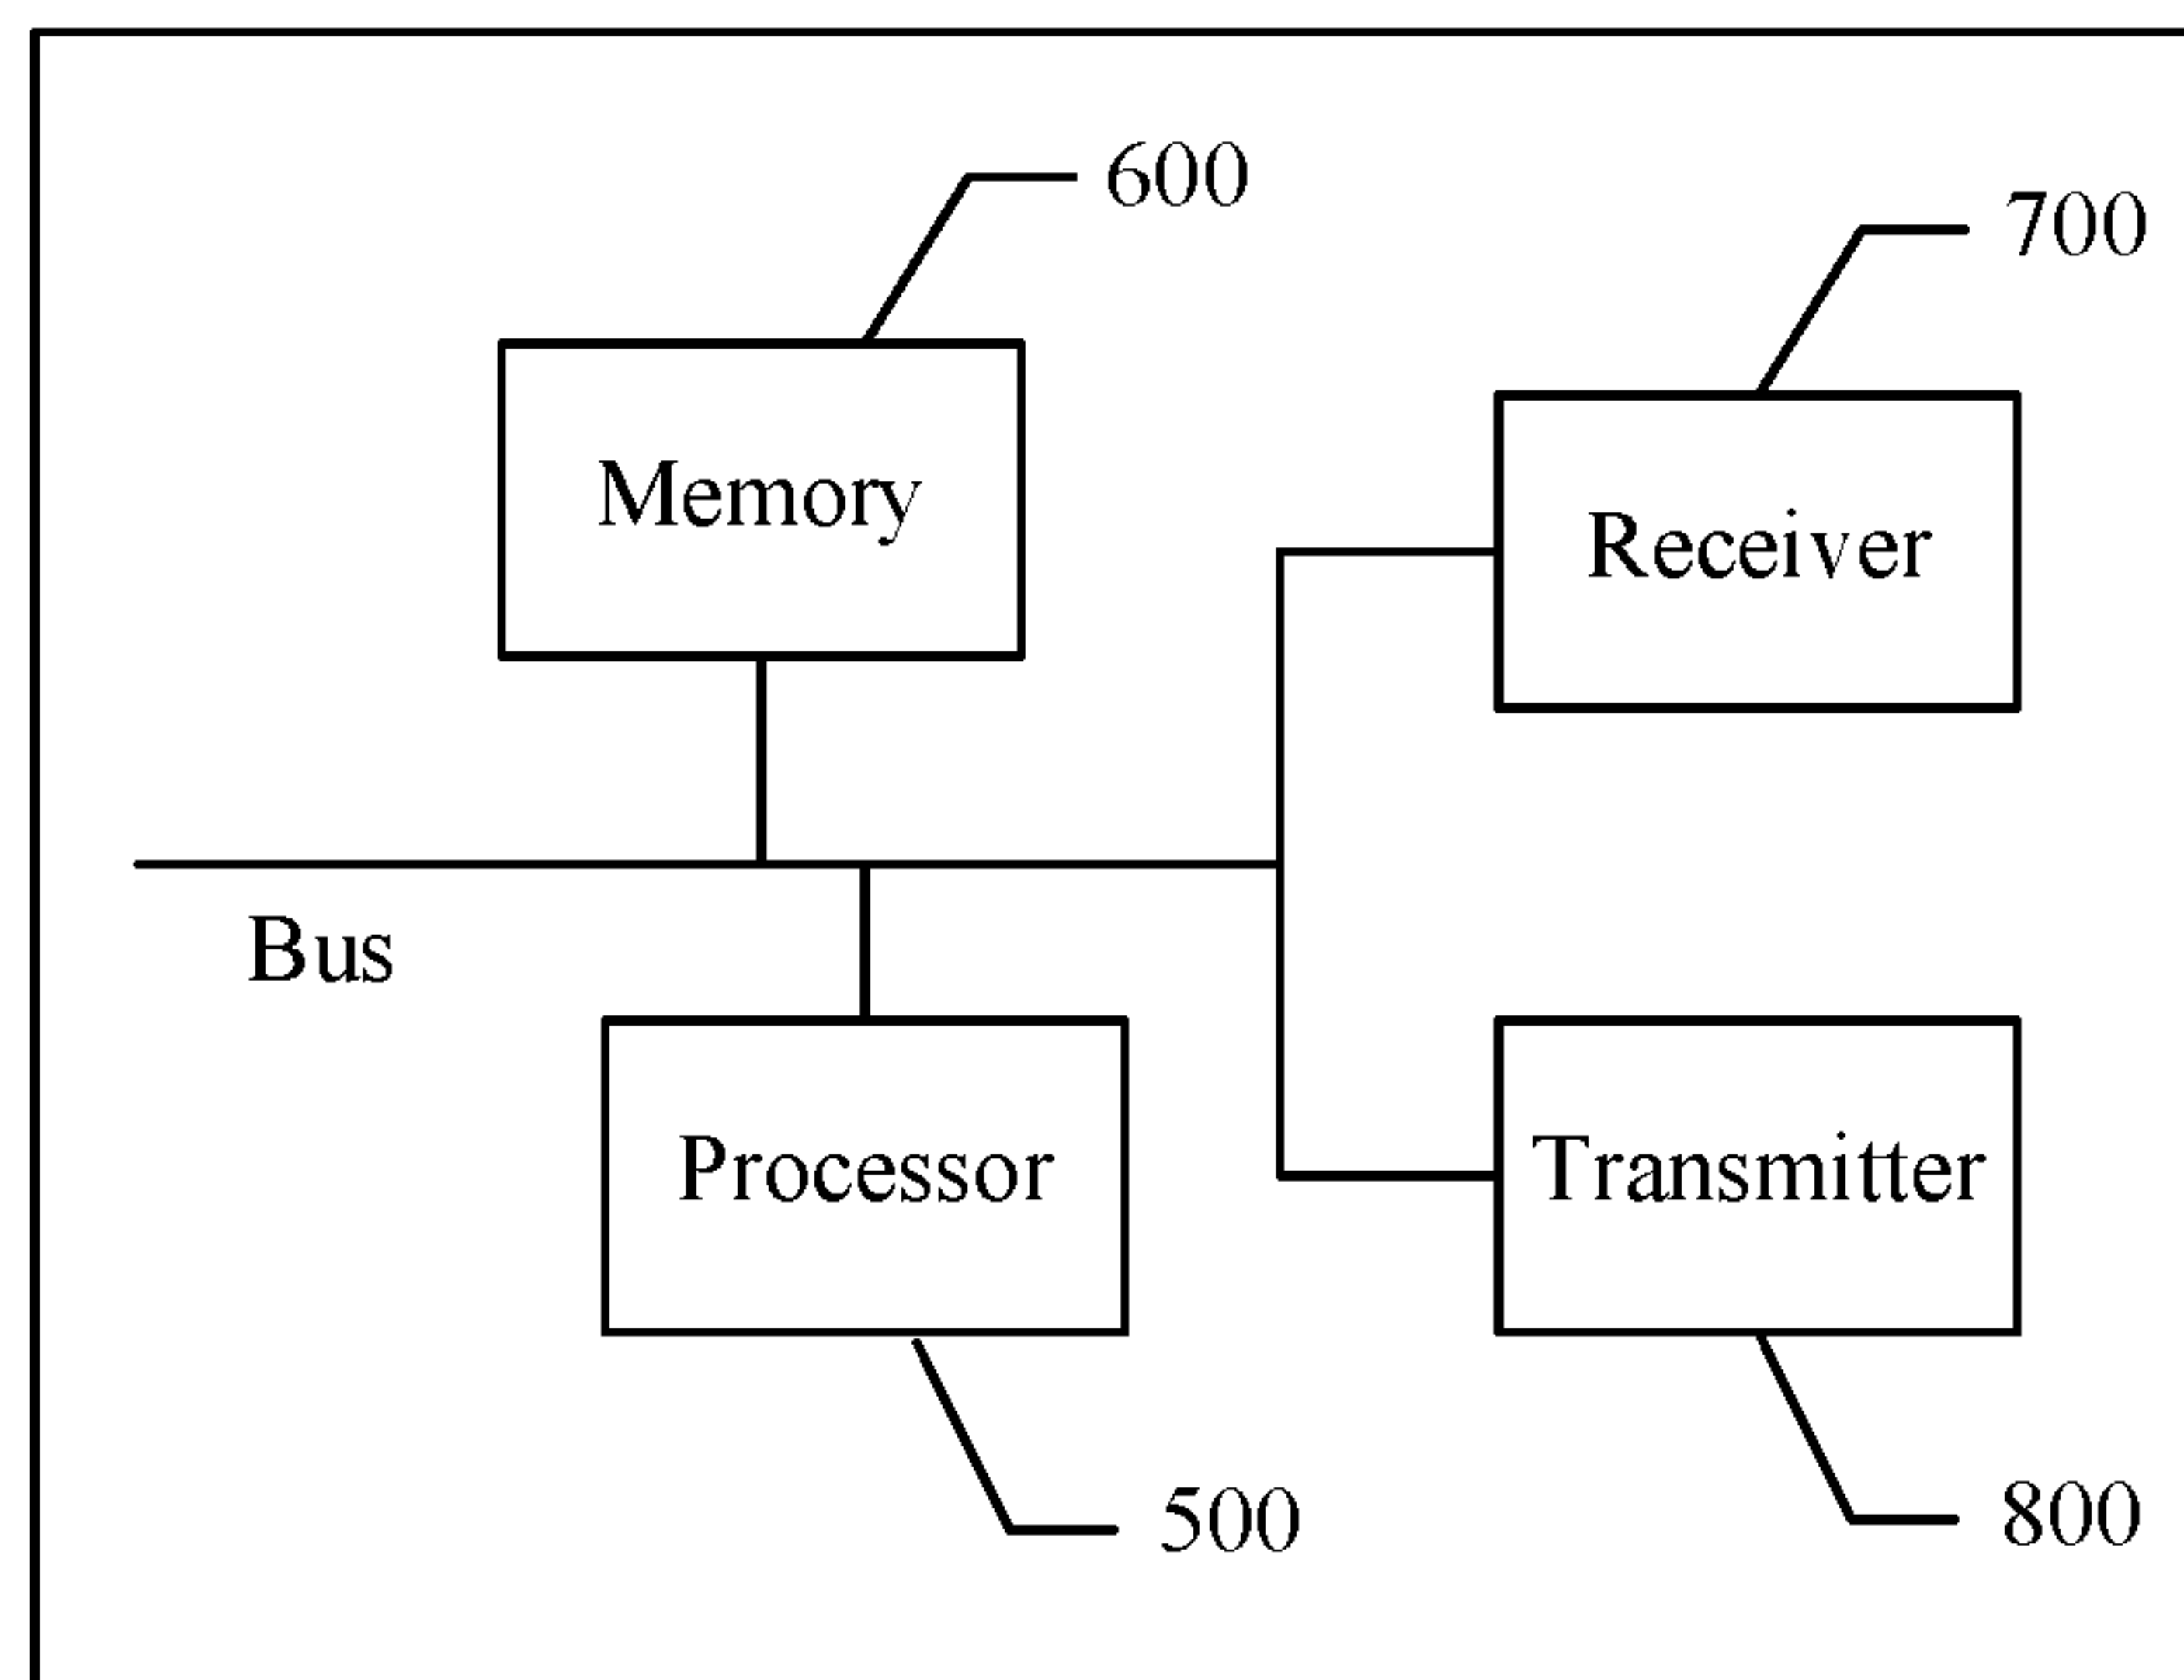 600
700
Memory
Receiver
Bus
Processor
Transmitter
500
800